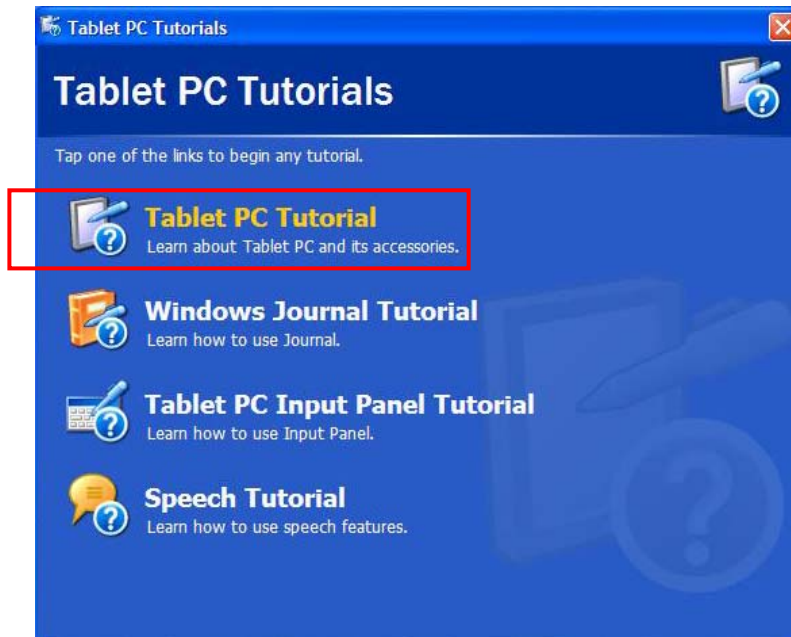 Tablet PC Tutorials
Tablet PC Tutorials
Tap one of the links to begin any tutorial.
Tablet PC Tutorial
Learn about Tablet PC and its accessories.
Windows Journal Tutorial
Learn how to use Journal.
Tablet PC Input Panel Tutorial
Learn how to use Input Panel.
Speech Tutorial
Learn how to use speech features.